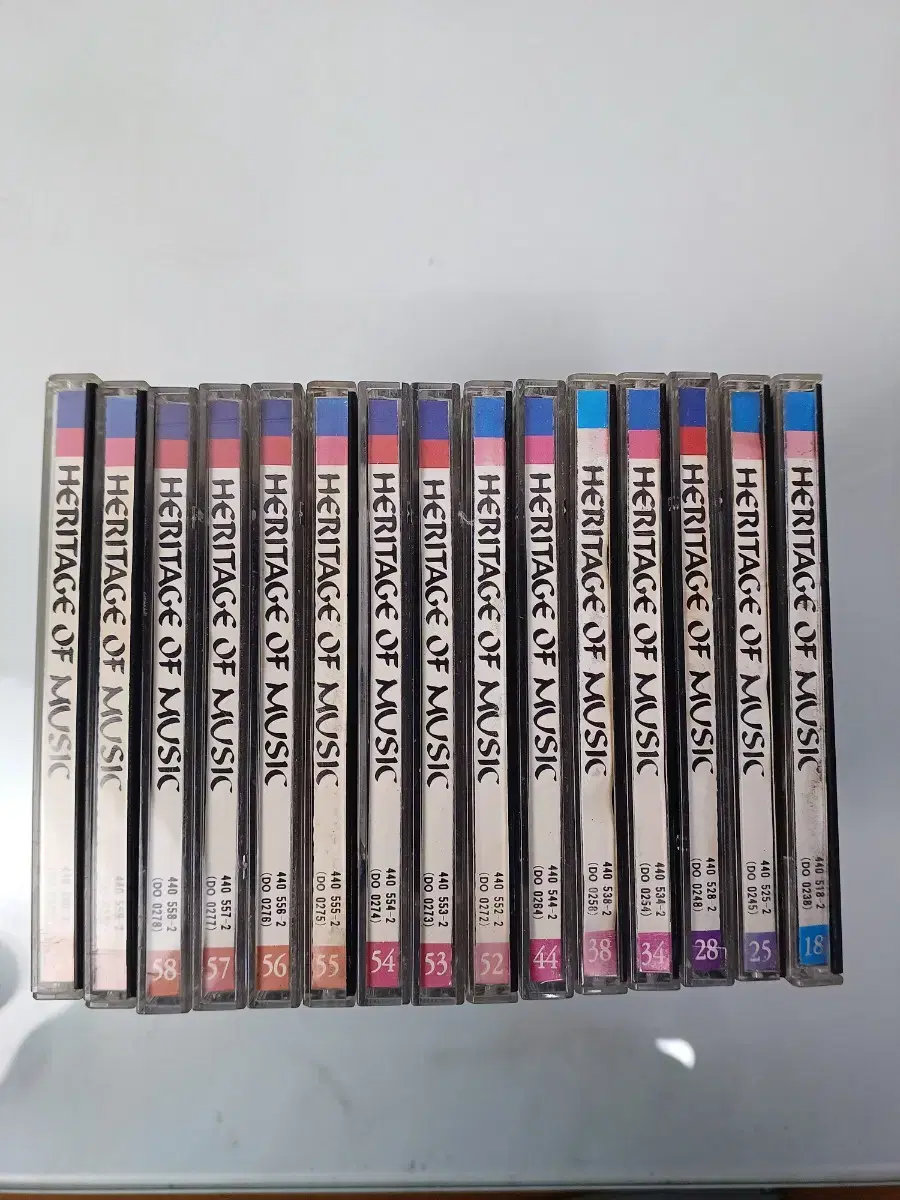 HERITAGE OF MUSIC
HERITAGE OF MUSIC
HERITAGE OF MUSIC
440 558-2
(DO 0278)
58
HERITAGE OF MUSIC
440 557-2
(DO 0277)
57
HERITAGE OF MUSIC
440 556-2
(DO 0276)
56
HERITAGE OF MUSIC
440 555-2
(DO 0275)
55
HERITAGE OF MUSIC
440 554-2
(DO 0274)
54
HERITAGE OF MUSIC
440 553-2
(DO 0273)
53
HERITAGE OF MUSIC
440 552-2
(DO 0272)
52
HERITAGE OF MUSIC
440 544-2
(DO 0264)
44
HERITAGE OF MUSIC
440 538-2
(DO 0258)
38
HERITAGE OF MUSIC
440 534-2
(DO 0254)
34
HERITAGE OF MUSIC
440 528-2
(DO 0248)
28
HERITAGE OF MUSIC
440 525-2
(DO 0245)
25
HERITAGE OF MUSIC
440 518-2
(DO 0238)
18